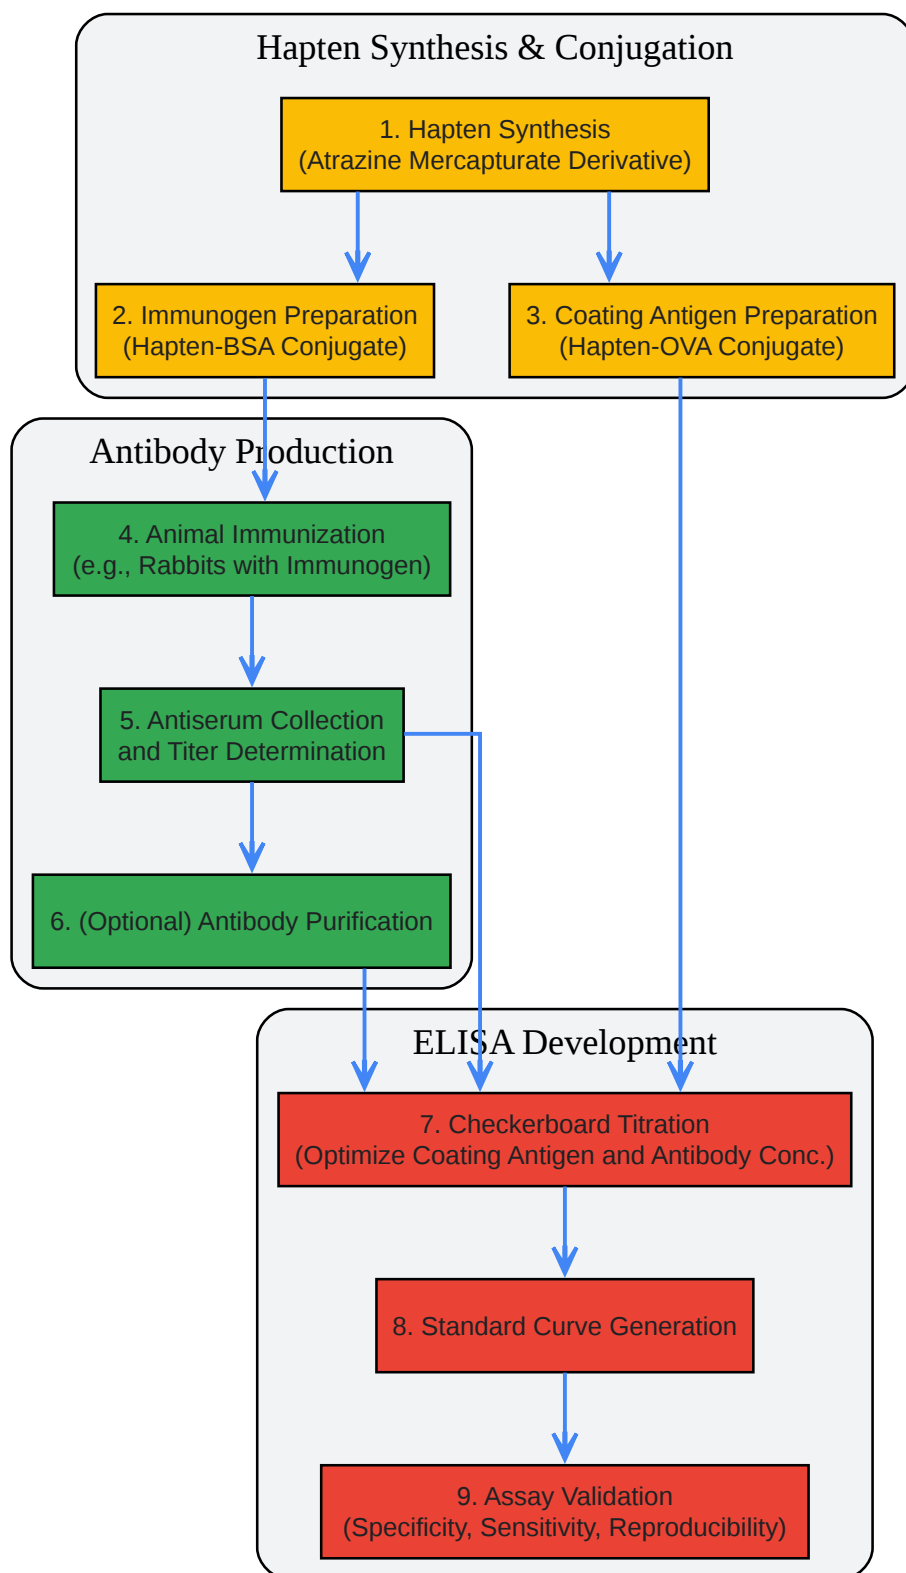 Hapten Synthesis & Conjugation
1. Hapten Synthesis
(Atrazine Mercapturate Derivative)
2. Immunogen Preparation
(Hapten-BSA Conjugate)
3. Coating Antigen Preparation
(Hapten-OVA Conjugate)
Antibody Production
4. Animal Immunization
(e.g., Rabbits with Immunogen)
5. Antiserum Collection
and Titer Determination
6. (Optional) Antibody Purification
ELISA Development
7. Checkerboard Titration
(Optimize Coating Antigen and Antibody Conc.)
8. Standard Curve Generation
9. Assay Validation
(Specificity, Sensitivity, Reproducibility)